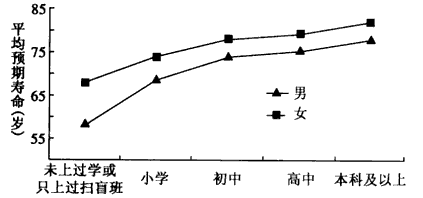 平均预期寿命(岁)
85
75
65
55
男
女
未上过学或
只上过扫盲班
小学
初中
高中
本科及以上